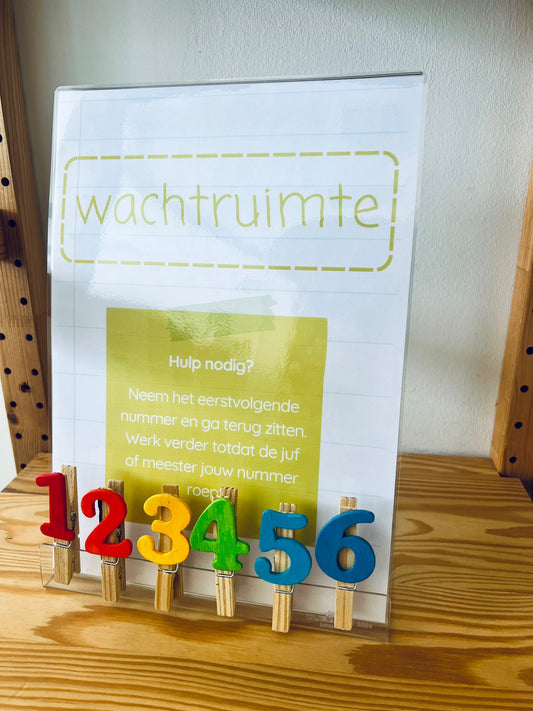 wachtruimte
Hulp nodig?
Neem het eerstvolgende
nummer en ga terug zitten.
Werk verder totdat de juf
of meester jouw nummer
roept
1 2 3 4 5 6